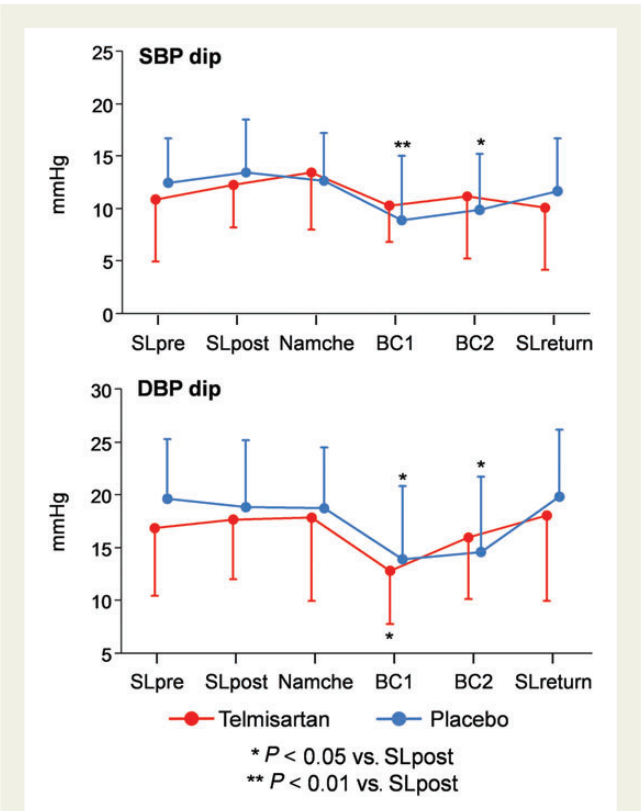 SBP dip
25
20
15
10
5
0
mmHg
** *
SLpre SLpost Namche BC1 BC2 SLreturn
DBP dip
30
25
20
15
10
5
mmHg
* *
*
SLpre SLpost Namche BC1 BC2 SLreturn
Telmisartan Placebo
* P < 0.05 vs. SLpost
** P < 0.01 vs. SLpost